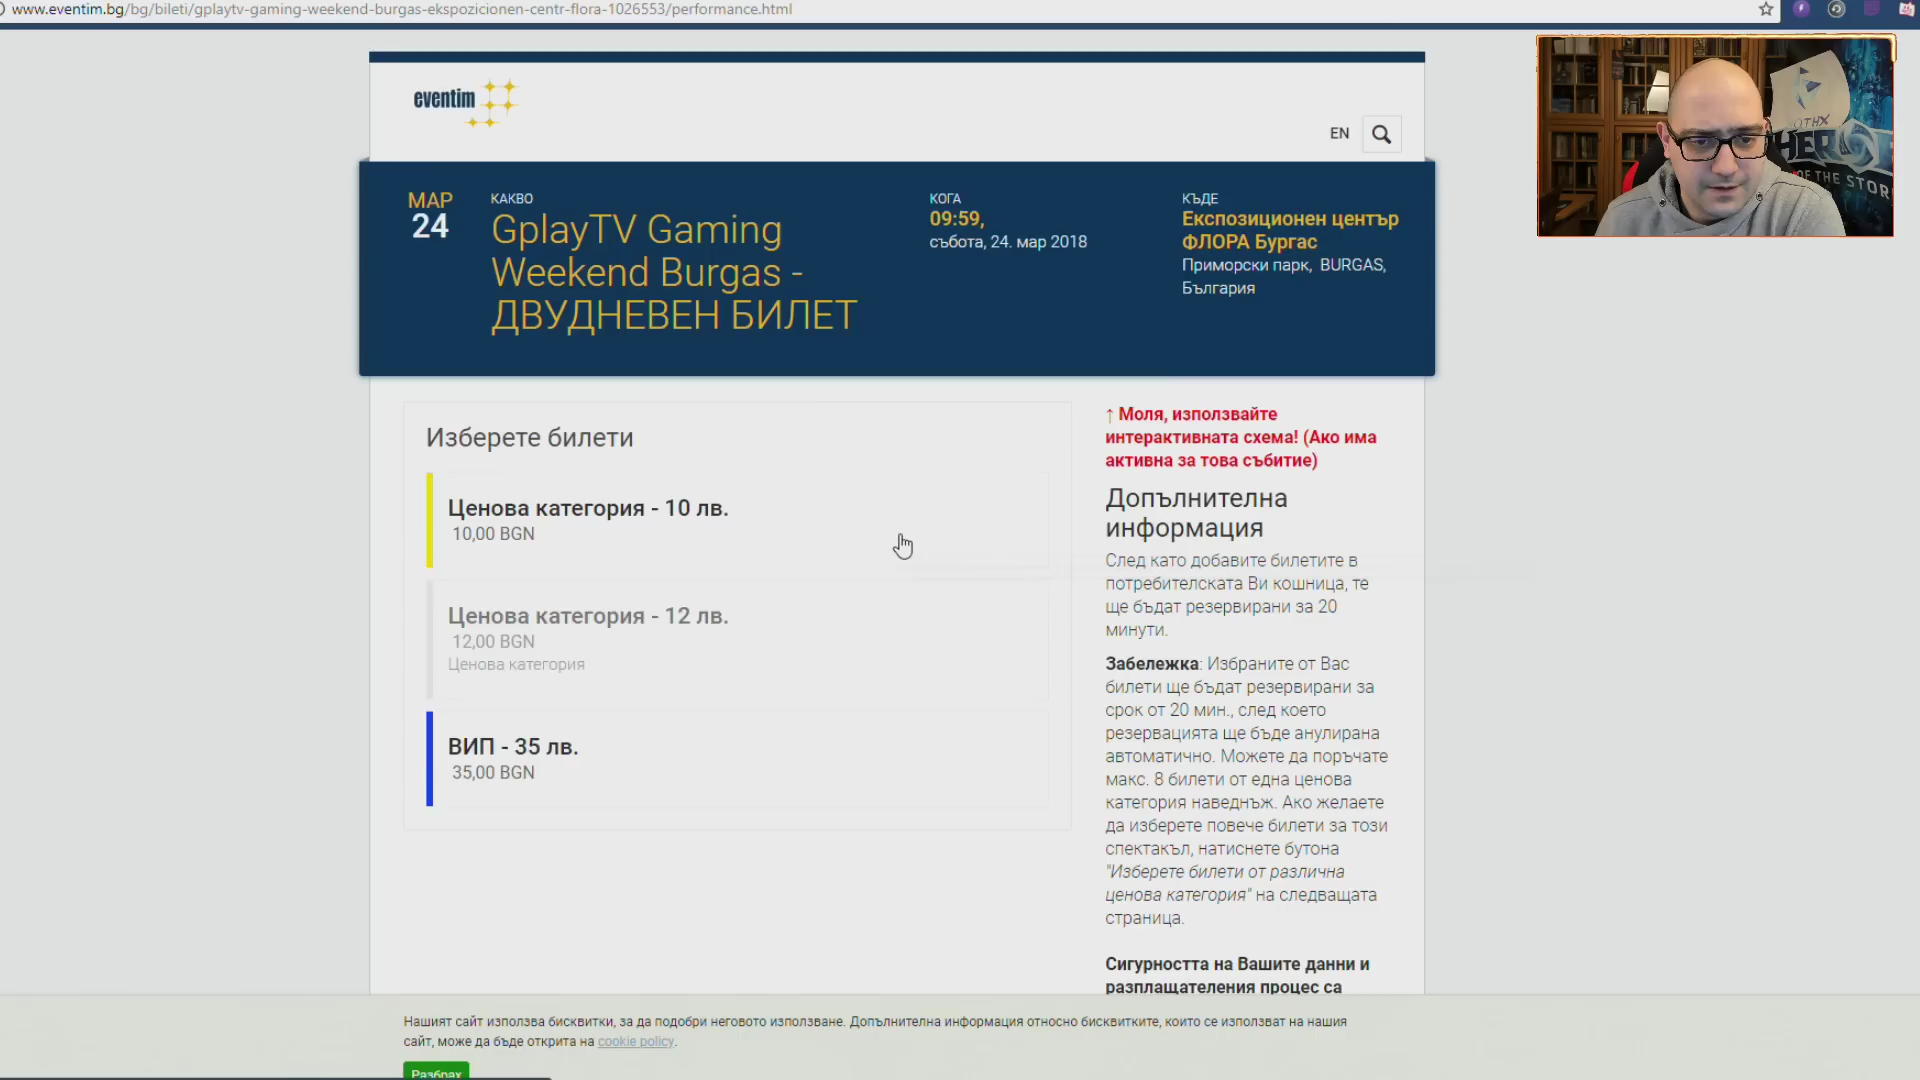 www.eventim.bg/bg/bileti/gplaytv-gaming-weekend-burgas-ekspozicionen-centr-flora-1026553/performance.html
eventim
EN
МАР
24
КАКВО
GplayTV Gaming
Weekend Burgas -
ДВУДНЕВЕН БИЛЕТ
КОГА
09:59,
събота, 24. мар 2018
КЪДЕ
Експозиционен център
ФЛОРА Бургас
Приморски парк, BURGAS,
България
Изберете билети
Ценова категория - 10 лв.
10,00 BGN
Ценова категория - 12 лв.
12,00 BGN
Ценова категория
ВИП - 35 лв.
35,00 BGN
↑ Моля, използвайте
интерактивната схема! (Ако има
активна за това събитие)
Допълнителна
информация
След като добавите билетите в
потребителската Ви кошница, те
ще бъдат резервирани за 20
минути.
Забележка: Избраните от Вас
билети ще бъдат резервирани за
срок от 20 мин., след което
резервацията ще бъде анулирана
автоматично. Можете да поръчате
макс. 8 билети от една ценова
категория наведнъж. Ако желаете
да изберете повече билети за този
спектакъл, натиснете бутона
"Изберете билети от различна
ценова категория" на следващата
страница.
Сигурността на Вашите данни и
разплащателения процес са
Нашият сайт използва бисквитки, за да подобри неговото използване. Допълнителна информация относно бисквитките, които се използват на нашия
сайт, може да бъде открита на cookie policy.
Разбрах
HERO
OF THE STOR